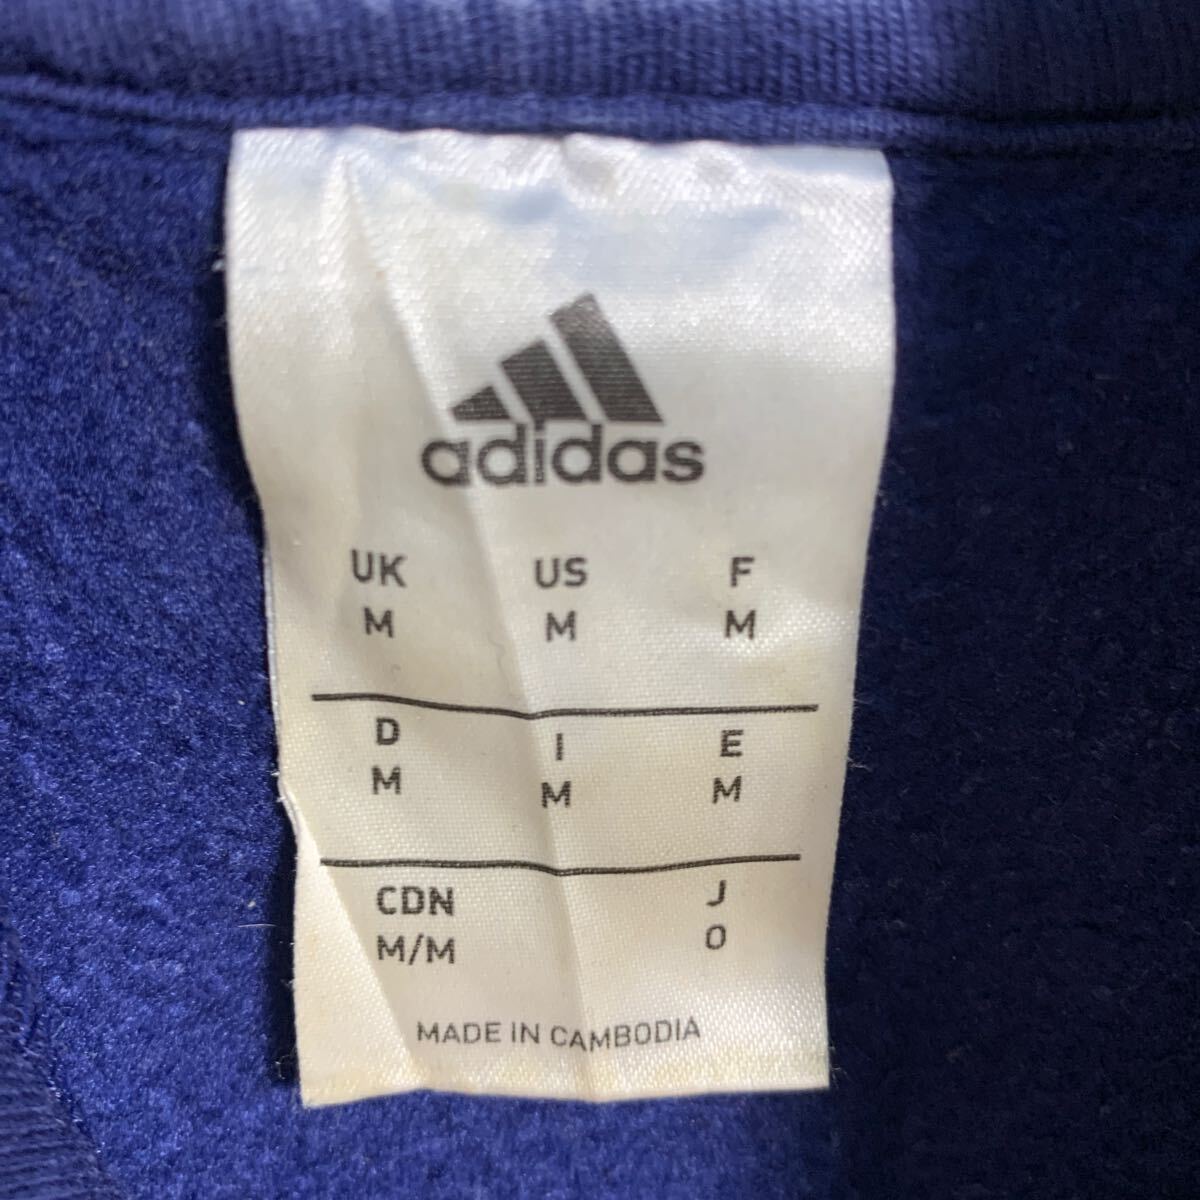 adidas
UK US F
M M M
D I E
M M M
CDN J
M/M O
MADE IN CAMBODIA